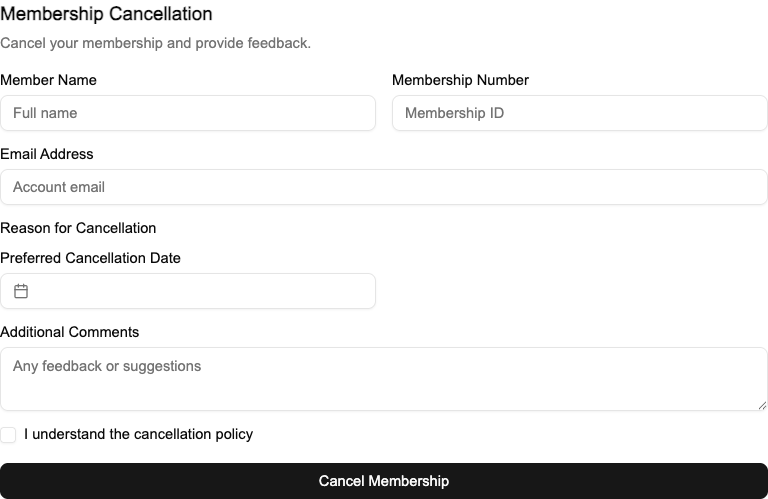 Membership Cancellation
Cancel your membership and provide feedback.
Member Name
Membership Number
Full name
Membership ID
Email Address
Account email
Reason for Cancellation
Preferred Cancellation Date
Additional Comments
Any feedback or suggestions
I understand the cancellation policy
Cancel Membership